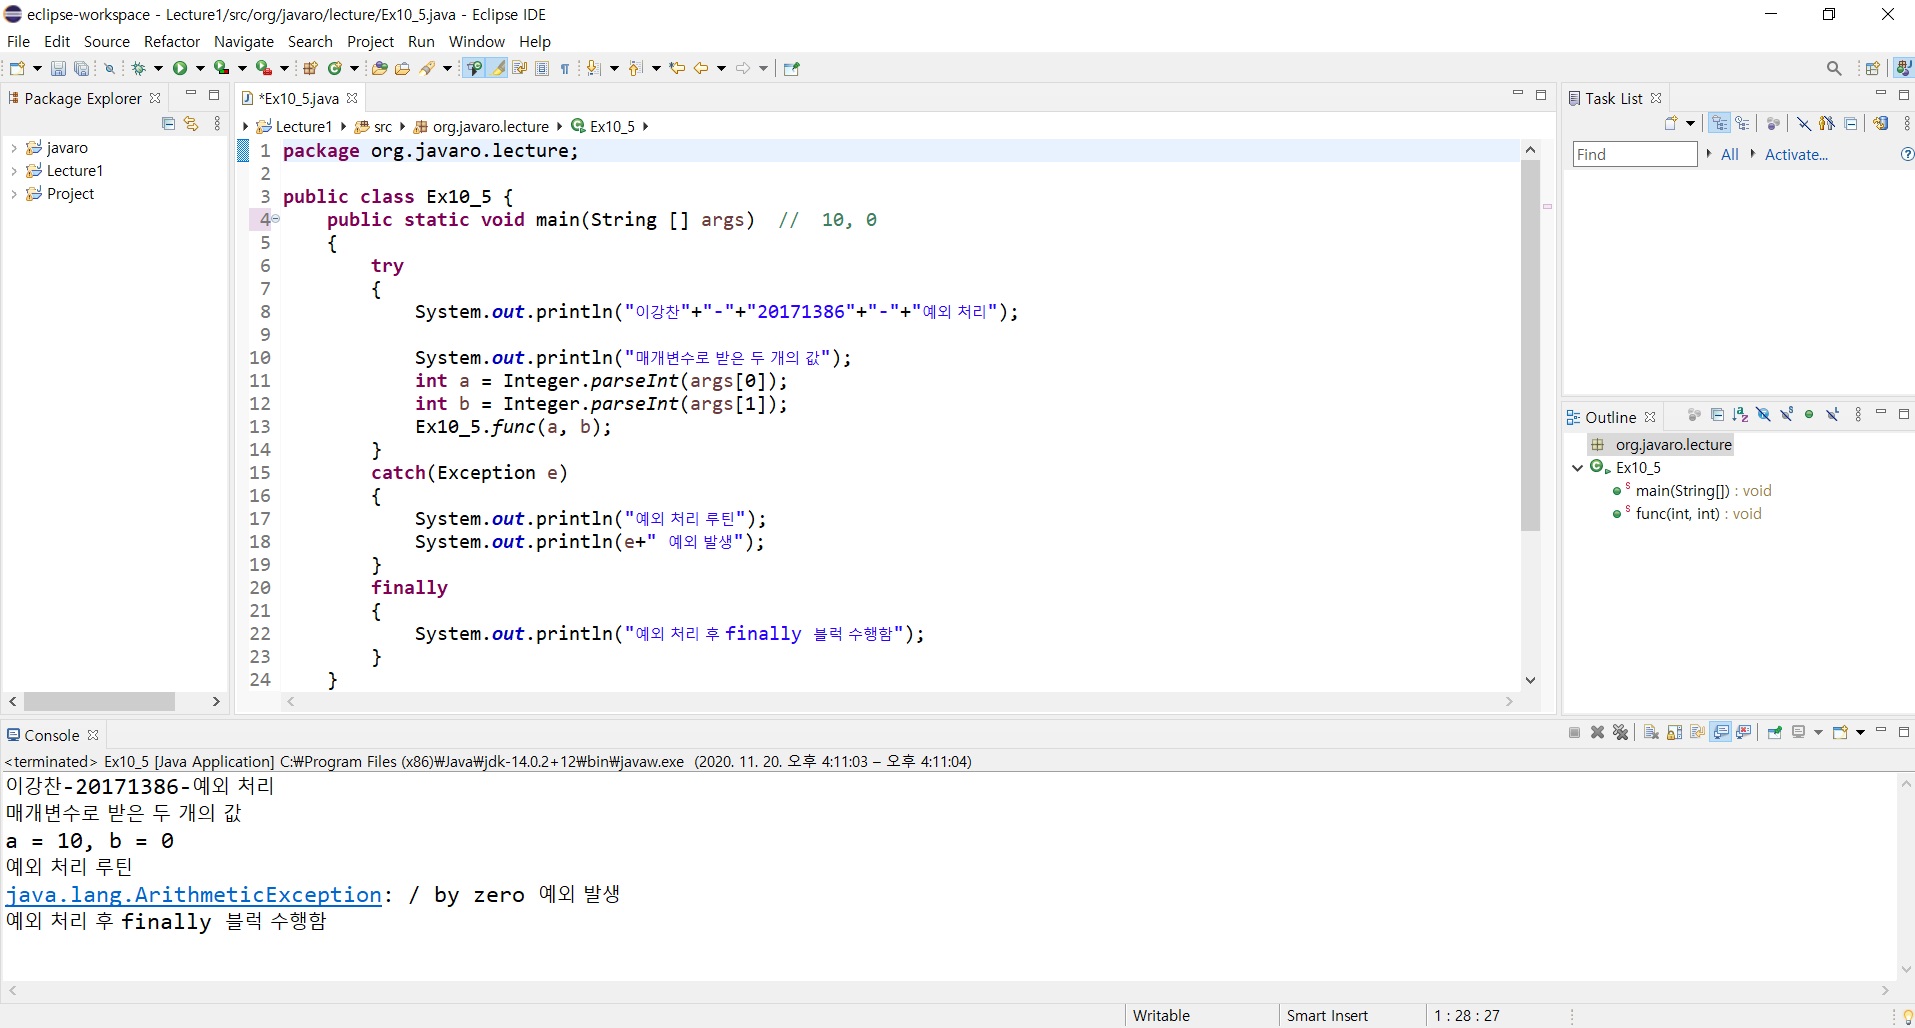 eclipse-workspace - Lecture1/src/org/javaro/lecture/Ex10_5.java - Eclipse IDE
File Edit Source Refactor Navigate Search Project Run Window Help
Package Explorer
javaro
Lecture1
Project
*Ex10_5.java
Lecture1 src org.javaro.lecture Ex10_5
1 package org.javaro.lecture;
2
3 public class Ex10_5 {
4 public static void main(String [] args) // 10, 0
5 {
6 try
7 {
8 System.out.println("이강찬"+"-"+"20171386"+"-"+"예외 처리");
9
10 System.out.println("매개변수로 받은 두 개의 값");
11 int a = Integer.parseInt(args[0]);
12 int b = Integer.parseInt(args[1]);
13 Ex10_5.func(a, b);
14 }
15 catch(Exception e)
16 {
17 System.out.println("예외 처리 루틴");
18 System.out.println(e+" 예외 발생");
19 }
20 finally
21 {
22 System.out.println("예외 처리 후 finally 블럭 수행함");
23 }
24 }
Task List
Find All Activate...
Outline
org.javaro.lecture
Ex10_5
main(String[]) : void
func(int, int) : void
Console
<terminated> Ex10_5 [Java Application] C:₩Program Files (x86)₩Java₩jdk-14.0.2+12₩bin₩javaw.exe (2020. 11. 20. 오후 4:11:03 – 오후 4:11:04)
이강찬-20171386-예외 처리
매개변수로 받은 두 개의 값
a = 10, b = 0
예외 처리 루틴
java.lang.ArithmeticException: / by zero 예외 발생
예외 처리 후 finally 블럭 수행함
Writable Smart Insert 1 : 28 : 27